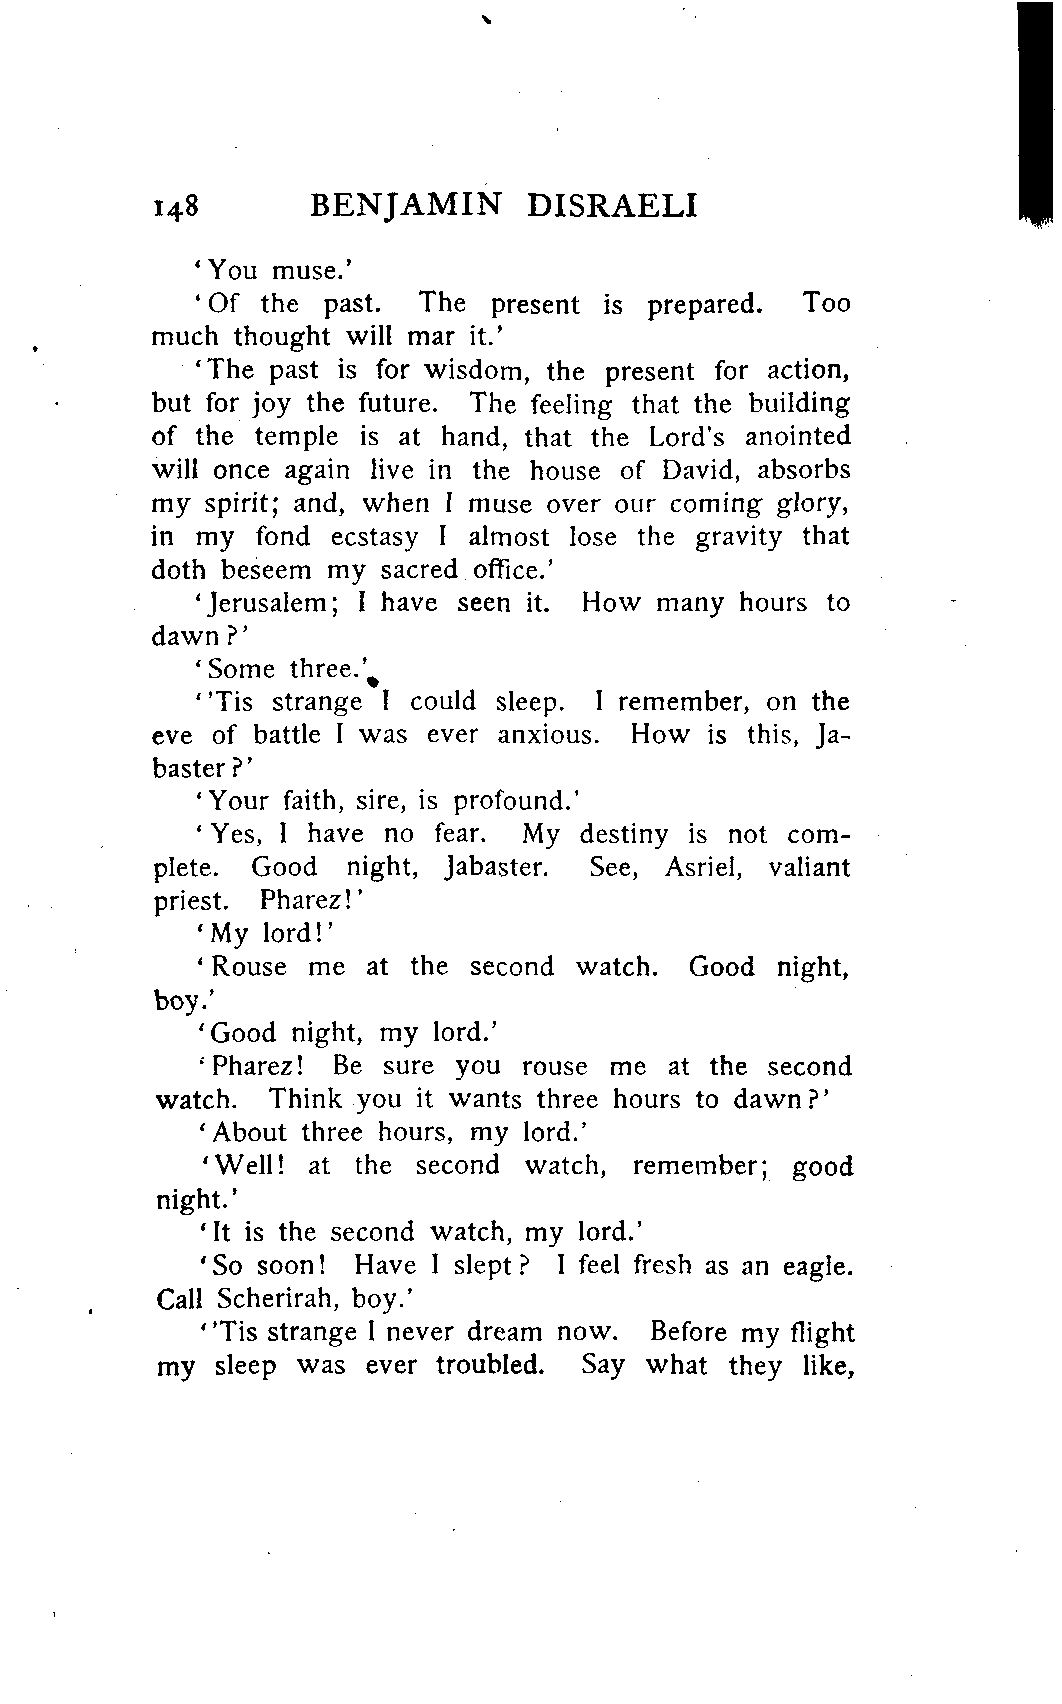 148 BENJAMIN DISRAELI
‘You muse.’
‘Of the past. The present is prepared. Too
much thought will mar it.’
‘The past is for wisdom, the present for action,
but for joy the future. The feeling that the building
of the temple is at hand, that the Lord's anointed
will once again live in the house of David, absorbs
my spirit; and, when I muse over our coming glory,
in my fond ecstasy I almost lose the gravity that
doth beseem my sacred office.’
‘Jerusalem; I have seen it. How many hours to
dawn?’
‘Some three.’
‘’Tis strange I could sleep. I remember, on the
eve of battle I was ever anxious. How is this, Ja-
baster?’
‘Your faith, sire, is profound.’
‘Yes, I have no fear. My destiny is not com-
plete. Good night, Jabaster. See, Asriel, valiant
priest. Pharez!’
‘My lord!’
‘Rouse me at the second watch. Good night,
boy.’
‘Good night, my lord.’
‘Pharez! Be sure you rouse me at the second
watch. Think you it wants three hours to dawn?’
‘About three hours, my lord.’
‘Well! at the second watch, remember; good
night.’
‘It is the second watch, my lord.’
‘So soon! Have I slept? I feel fresh as an eagle.
Call Scherirah, boy.’
‘’Tis strange I never dream now. Before my flight
my sleep was ever troubled. Say what they like,